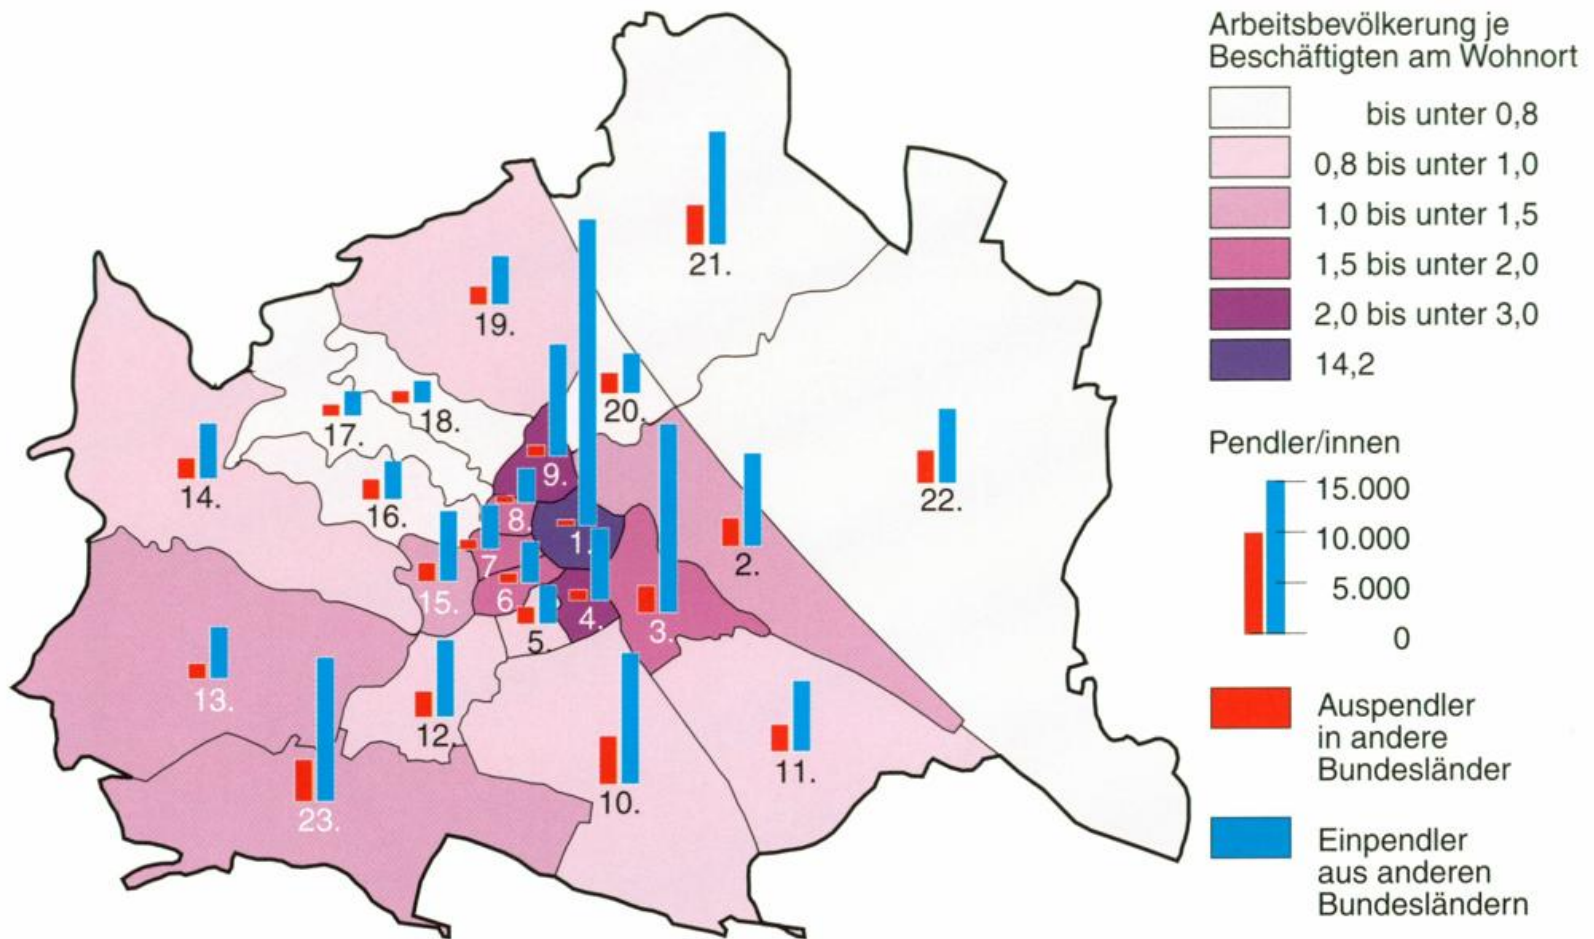 Arbeitsbevölkerung je
Beschäftigten am Wohnort
bis unter 0,8
0,8 bis unter 1,0
1,0 bis unter 1,5
1,5 bis unter 2,0
2,0 bis unter 3,0
14,2
Pendler/innen
15.000
10.000
5.000
0
Auspendler
in andere
Bundesländer
Einpendler
aus anderen
Bundesländern
21.
19.
20.
18.
17.
9.
14.
16.
22.
8.
1.
7
2.
15.
6.
4.
5.
3.
13.
12.
11.
10.
23.